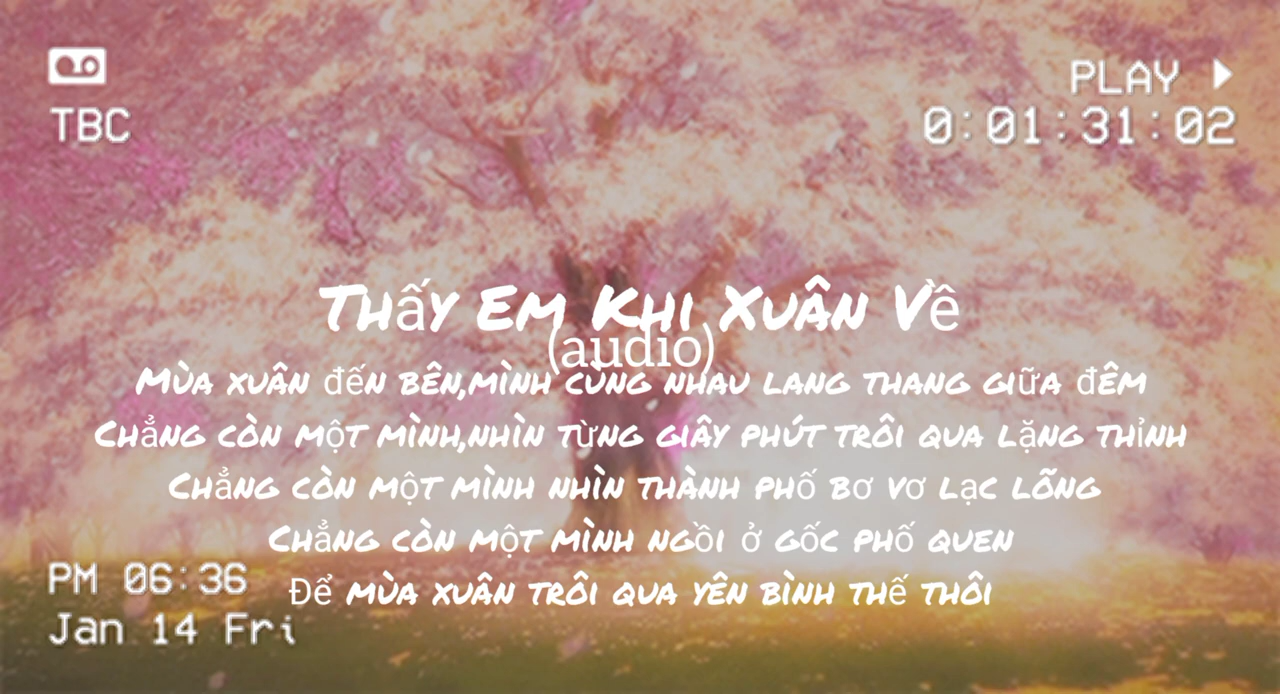 TBC
PLAY
0:01:31:02
Thấy Em Khi Xuân Về
(audio)
Mùa xuân đến bên,mình cùng nhau lang thang giữa đêm
Chẳng còn một mình,nhìn từng giây phút trôi qua lặng thỉnh
Chẳng còn một mình nhìn thành phố bơ vơ lạc lõng
Chẳng còn một mình ngồi ở gốc phố quen
Để mùa xuân trôi qua yên bình thế thôi
PM 06:36
Jan 14 Fri